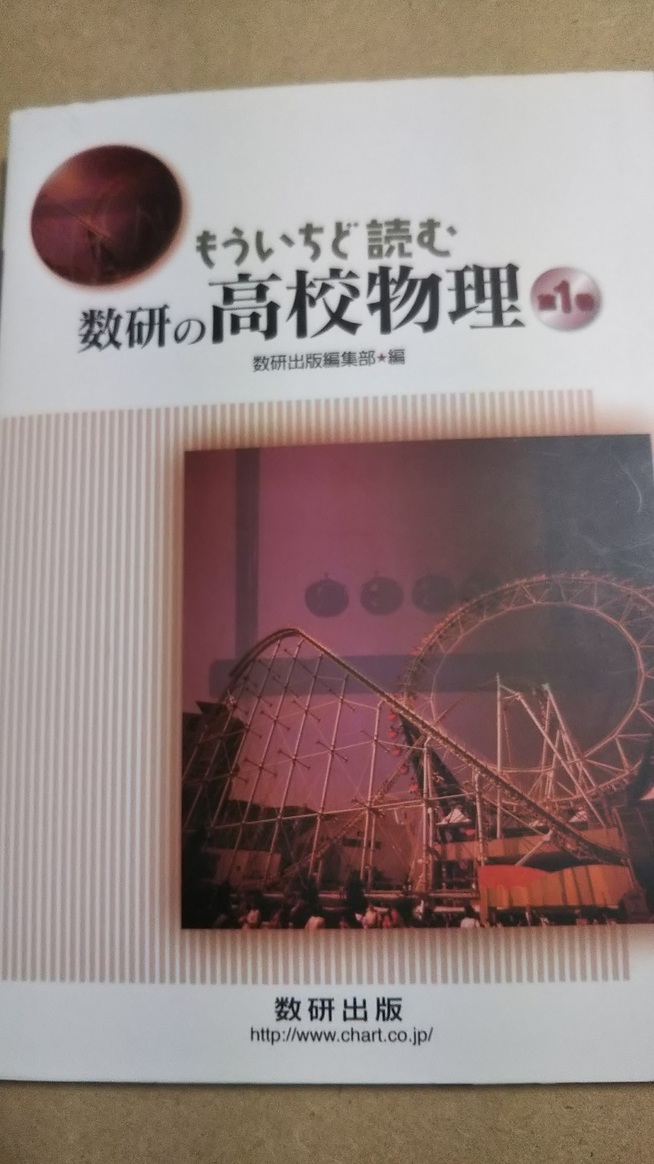 もういちど読む
数研の高校物理 第1巻
数研出版編集部★編
数研出版
http://www.chart.co.jp/